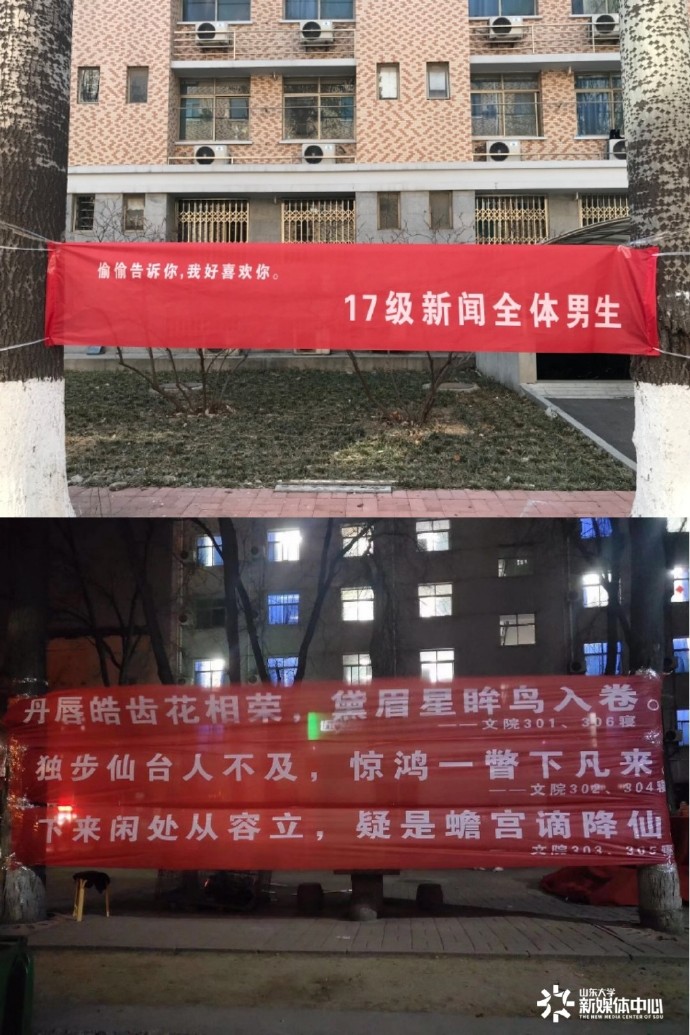 偷偷告诉你,我好喜欢你。
17级新闻全体男生
丹唇皓齿花相荣，黛眉星眸鸟入卷。
——文院301、306寝
独步仙台人不及，惊鸿一瞥下凡来。
——文院302、304寝
下来闲处从容立，疑是蟾宫谪降仙
文院303、305寝
山东大学
新媒体中心
THE NEW MEDIA CENTER OF SDU